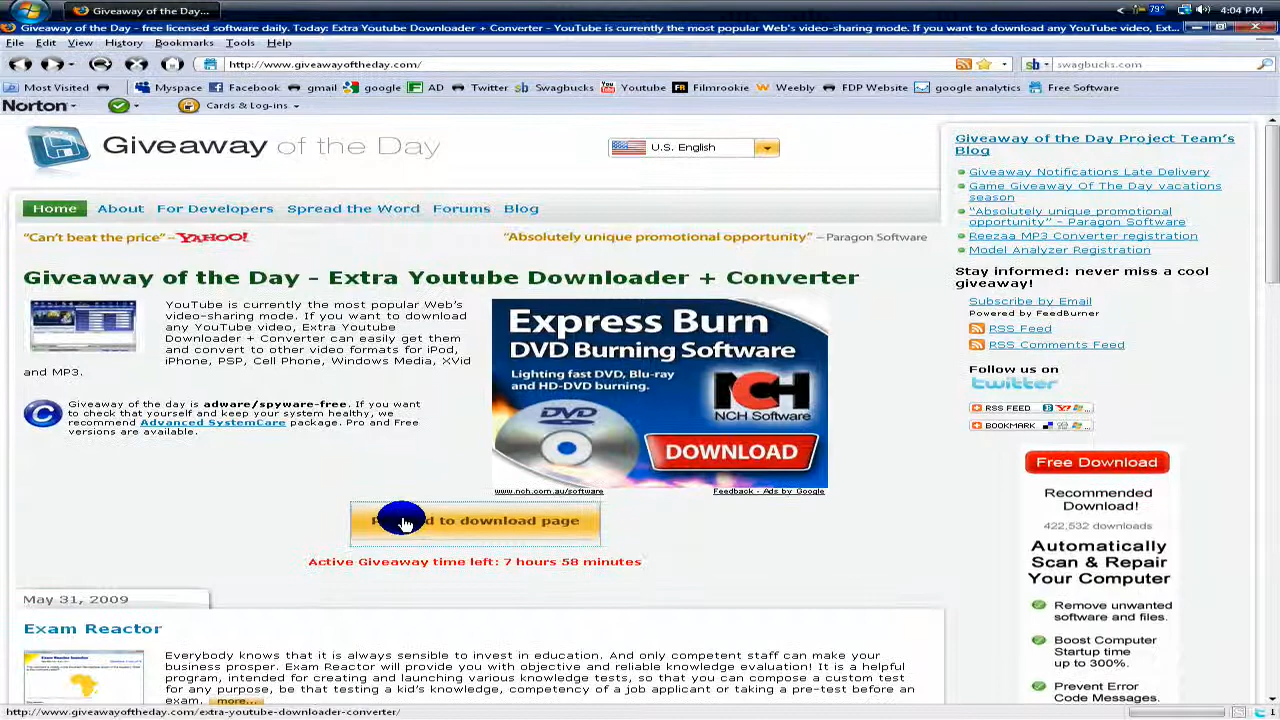 Giveaway of the Day...
79°
4:04 PM
Giveaway of the Day - free licensed software daily. Today: Extra Youtube Downloader + Converter - YouTube is currently the most popular Web's video-sharing mode. If you want to download any YouTube video, Ext...
File Edit View History Bookmarks Tools Help
http://www.giveawayoftheday.com/
swagbucks.com
Most Visited Myspace Facebook gmail google AD Twitter Swagbucks Youtube Filmrookie Weebly FDP Website google analytics Free Software
Norton Cards & Log-ins
Giveaway of the Day
U.S. English
Home About For Developers Spread the Word Forums Blog
"Can't beat the price" – YAHOO!
"Absolutely unique promotional opportunity" – Paragon Software
Giveaway of the Day - Extra Youtube Downloader + Converter
YouTube is currently the most popular Web's
video-sharing mode. If you want to download
any YouTube video, Extra Youtube
Downloader + Converter can easily get them
and convert to other video formats for iPod,
iPhone, PSP, Cell Phone, Windows Media, XVid
and MP3.
Giveaway of the day is adware/spyware-free. If you want
to check that yourself and keep your system healthy we
recommend Advanced SystemCare package. Pro and Free
versions are available.
Express Burn
DVD Burning Software
Lighting fast DVD, Blu-ray
and HD-DVD burning.
NCH
NCH Software
DVD
DOWNLOAD
www.nch.com.au/software
Feedback - Ads by Google
to download page
Active Giveaway time left: 7 hours 58 minutes
May 31, 2009
Exam Reactor
Everybody knows that it is always sensible to invest in education. And only competent staff can make your
business prosper. Exam Reactor will provide you with objective and reliable knowledge evaluation! It is a helpful
program, intended for creating and launching various knowledge tests, so that you can compose a custom test
for any purpose, be that testing a kid's knowledge, competency of a job applicant or taking a pre-test before an
exam. more...
Giveaway of the Day Project Team's
Blog
Giveaway Notifications Late Delivery
Game Giveaway Of The Day vacations
season
"Absolutely unique promotional
opportunity" – Paragon Software
Reezaa MP3 Converter registration
Model Analyzer Registration
Stay informed: never miss a cool
giveaway!
Subscribe by Email
Powered by FeedBurner
RSS Feed
RSS Comments Feed
Follow us on
twitter
RSS FEED
BOOKMARK
Free Download
Recommended
Download!
422,532 downloads
Automatically
Scan & Repair
Your Computer
Remove unwanted
software and files.
Boost Computer
Startup time
up to 300%.
Prevent Error
Code Messages.
http://www.giveawayoftheday.com/extra-youtube-downloader-converter/
1